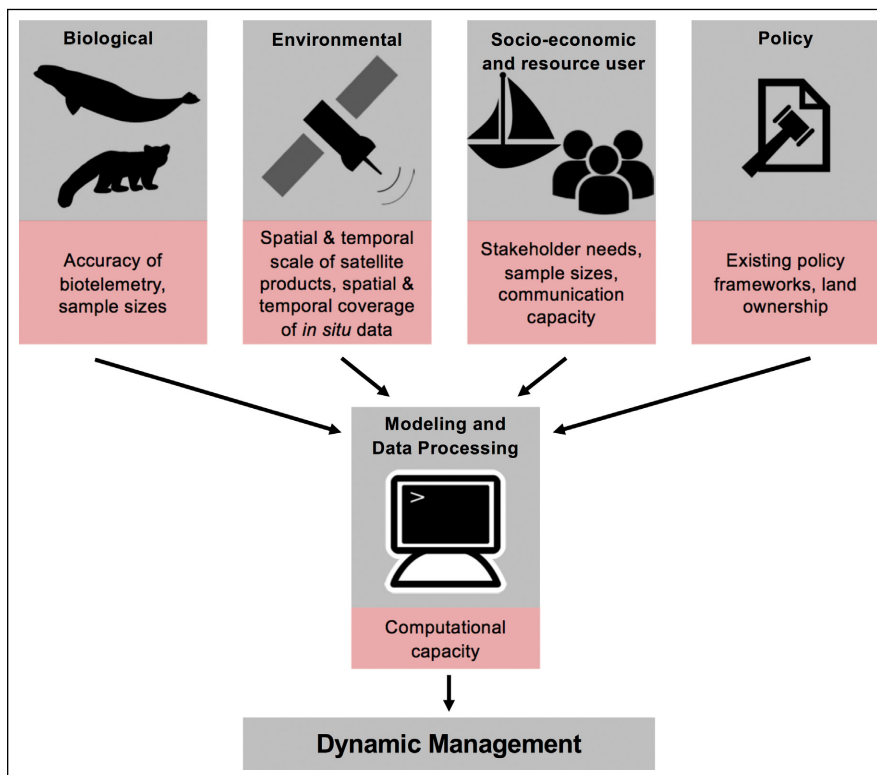 Biological
Accuracy of
biotelemetry,
sample sizes
Environmental
Spatial & temporal
scale of satellite
products, spatial &
temporal coverage
of in situ data
Socio-economic
and resource user
Stakeholder needs,
sample sizes,
communication
capacity
Policy
Existing policy
frameworks, land
ownership
Modeling and
Data Processing
>
Computational
capacity
Dynamic Management